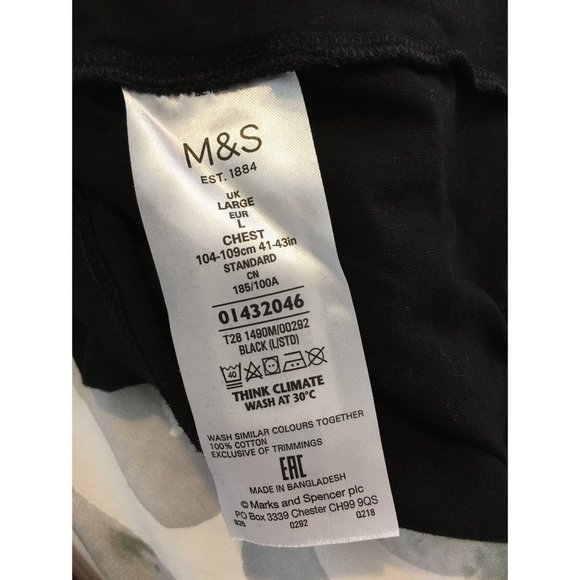 M&S
EST. 1884
UK
LARGE
EUR
L
CHEST
104-109cm 41-43in
STANDARD
CN
185/100A
01432046
T28 1490M/00292
BLACK (L/STD)
40
THINK CLIMATE
WASH AT 30°C
WASH SIMILAR COLOURS TOGETHER
100% COTTON
EXCLUSIVE OF TRIMMINGS
EAC
MADE IN BANGLADESH
© Marks and Spencer plc
PO Box 3339 Chester CH99 9QS
0292 0218